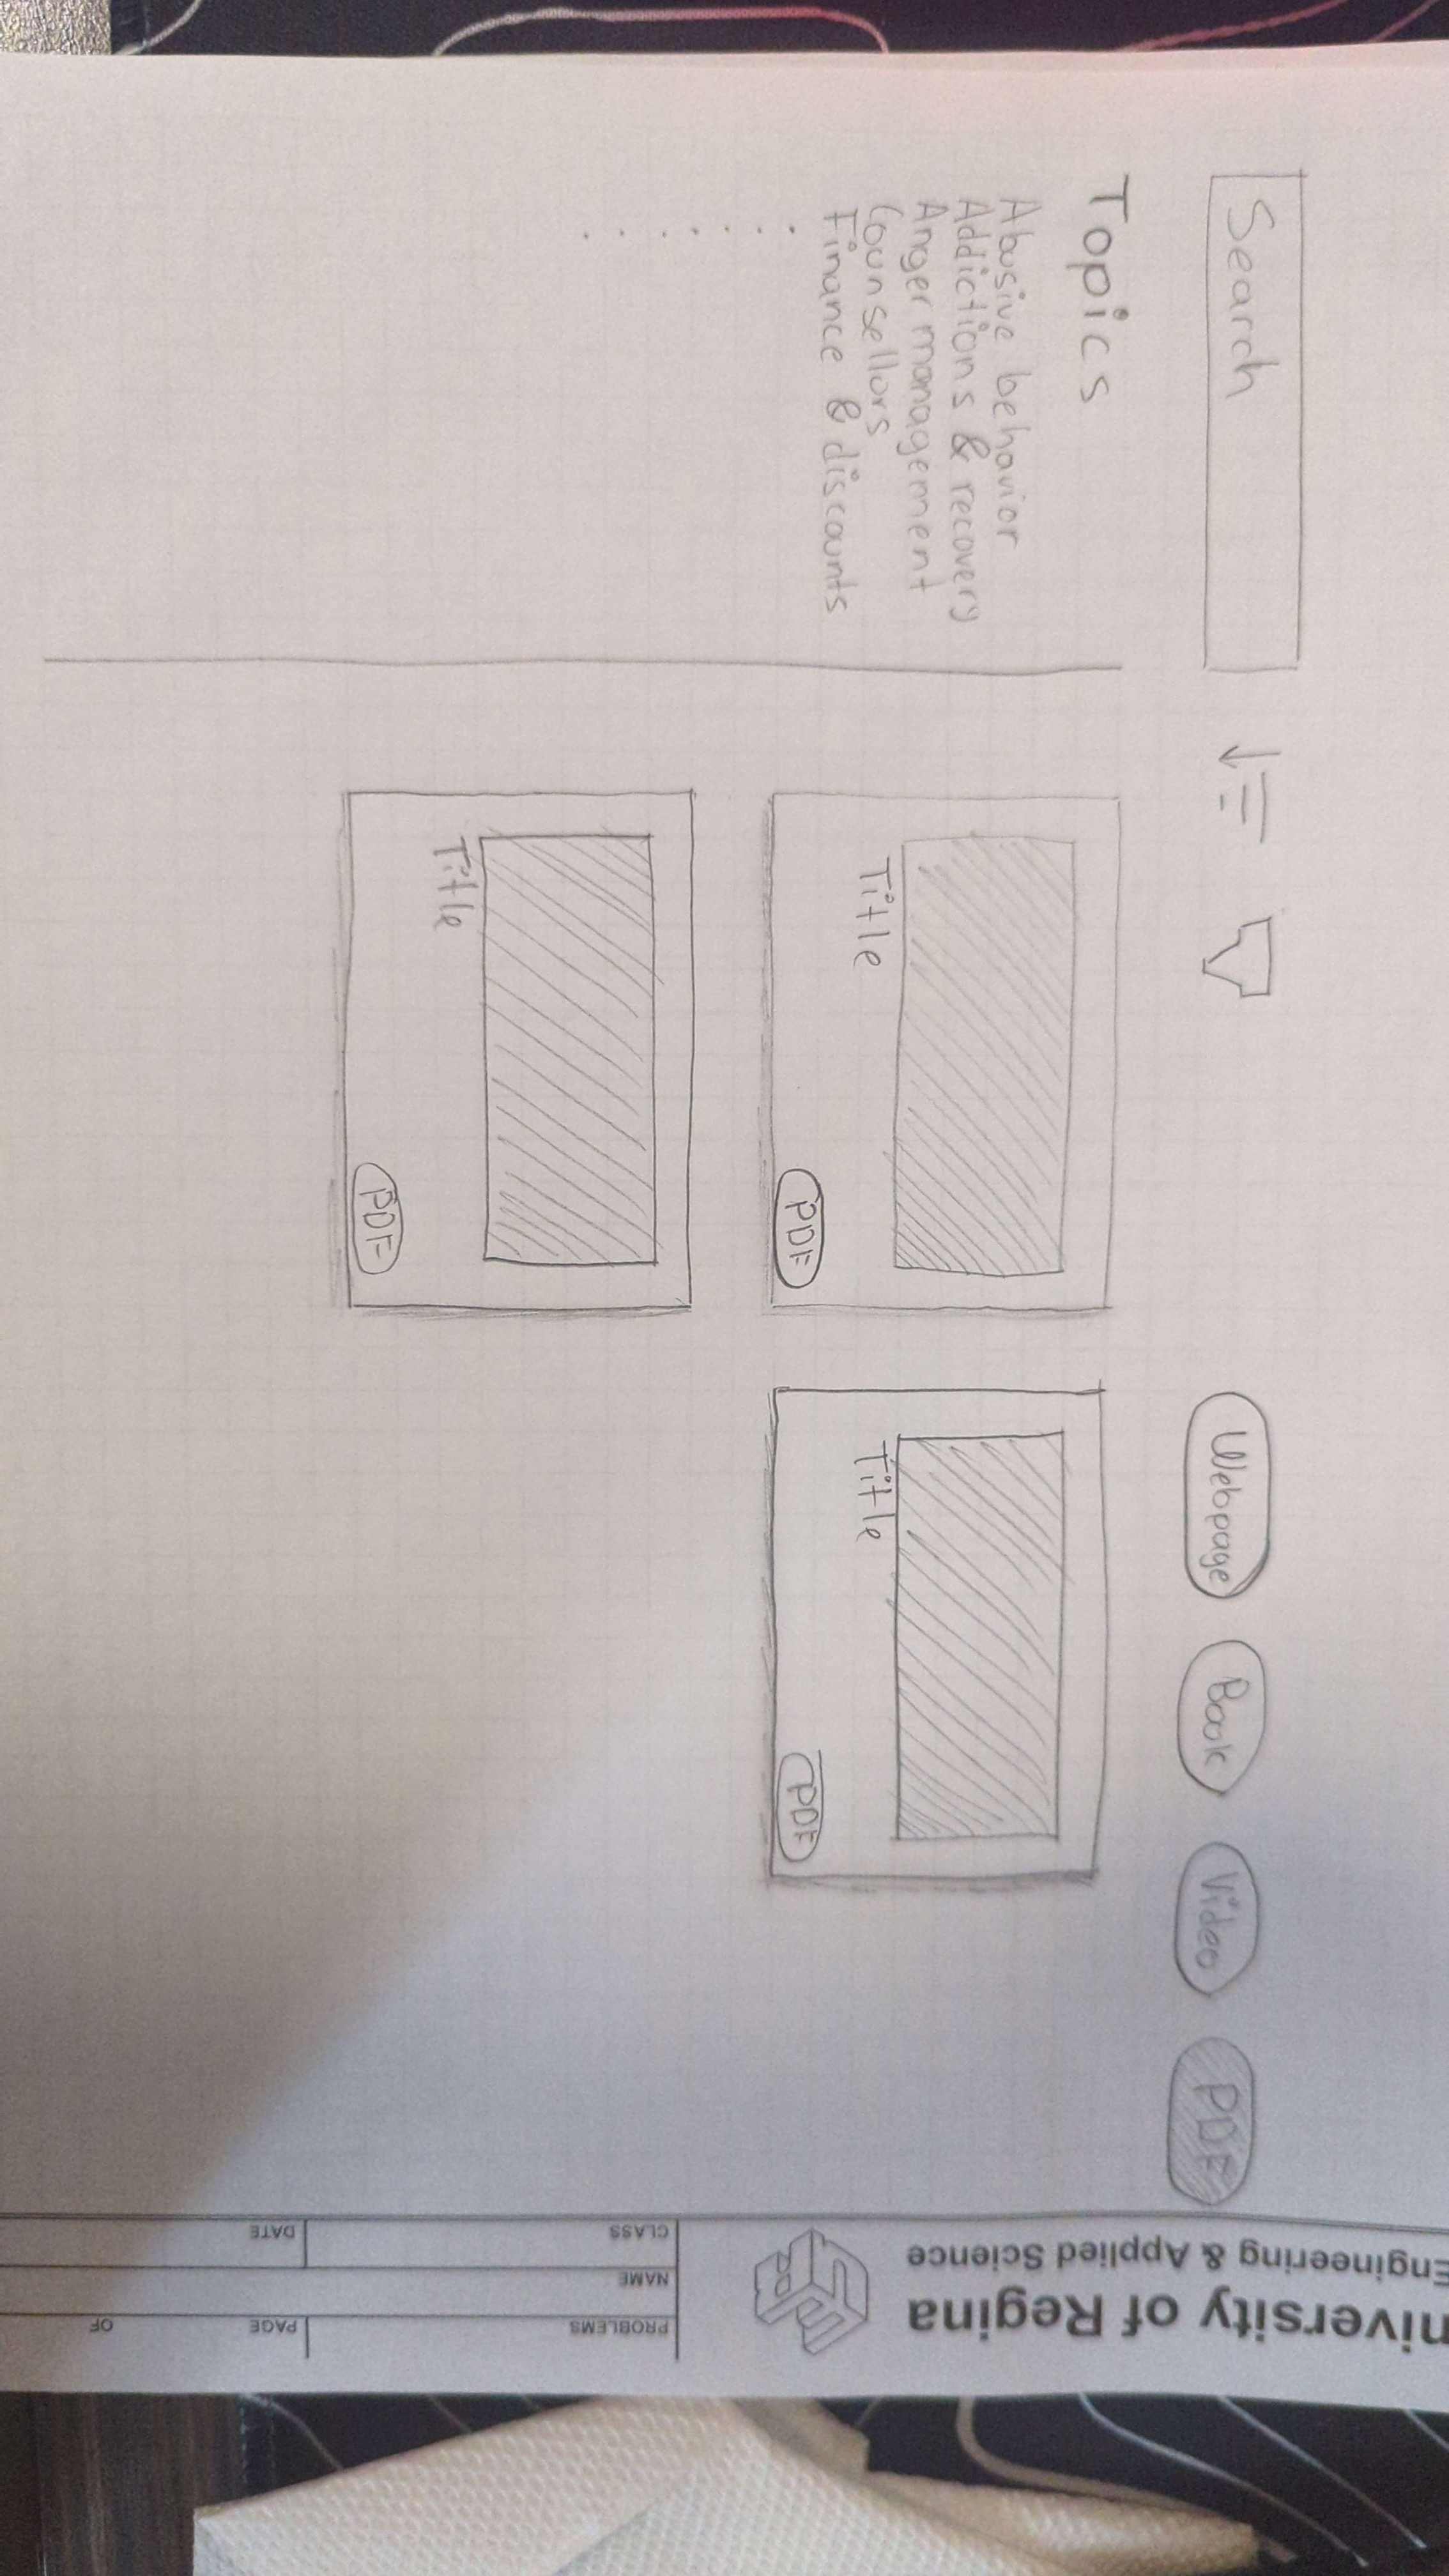 Search
Webpage
Book
Video
PDF
Topics
Abusive behavior
Addictions & recovery
Anger management
Counsellors
Finance & discounts
Title
PDF
Title
PDF
Title
PDF
niversity of Regina
Engineering & Applied Science
PROBLEMS
NAME
CLASS
PAGE
OF
DATE